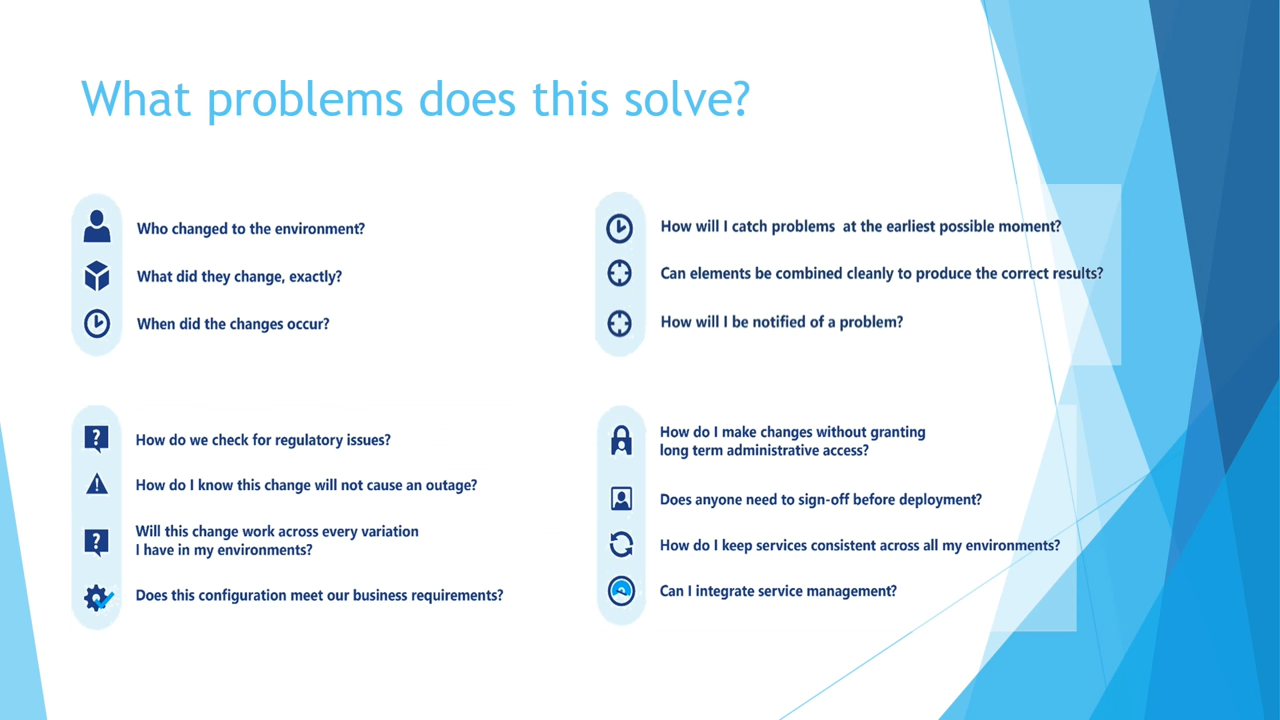 What problems does this solve?
Who changed to the environment?
What did they change, exactly?
When did the changes occur?
How will I catch problems  at the earliest possible moment?
Can elements be combined cleanly to produce the correct results?
How will I be notified of a problem?
How do we check for regulatory issues?
How do I know this change will not cause an outage?
Will this change work across every variation
I have in my environments?
Does this configuration meet our business requirements?
How do I make changes without granting
long term administrative access?
Does anyone need to sign-off before deployment?
How do I keep services consistent across all my environments?
Can I integrate service management?